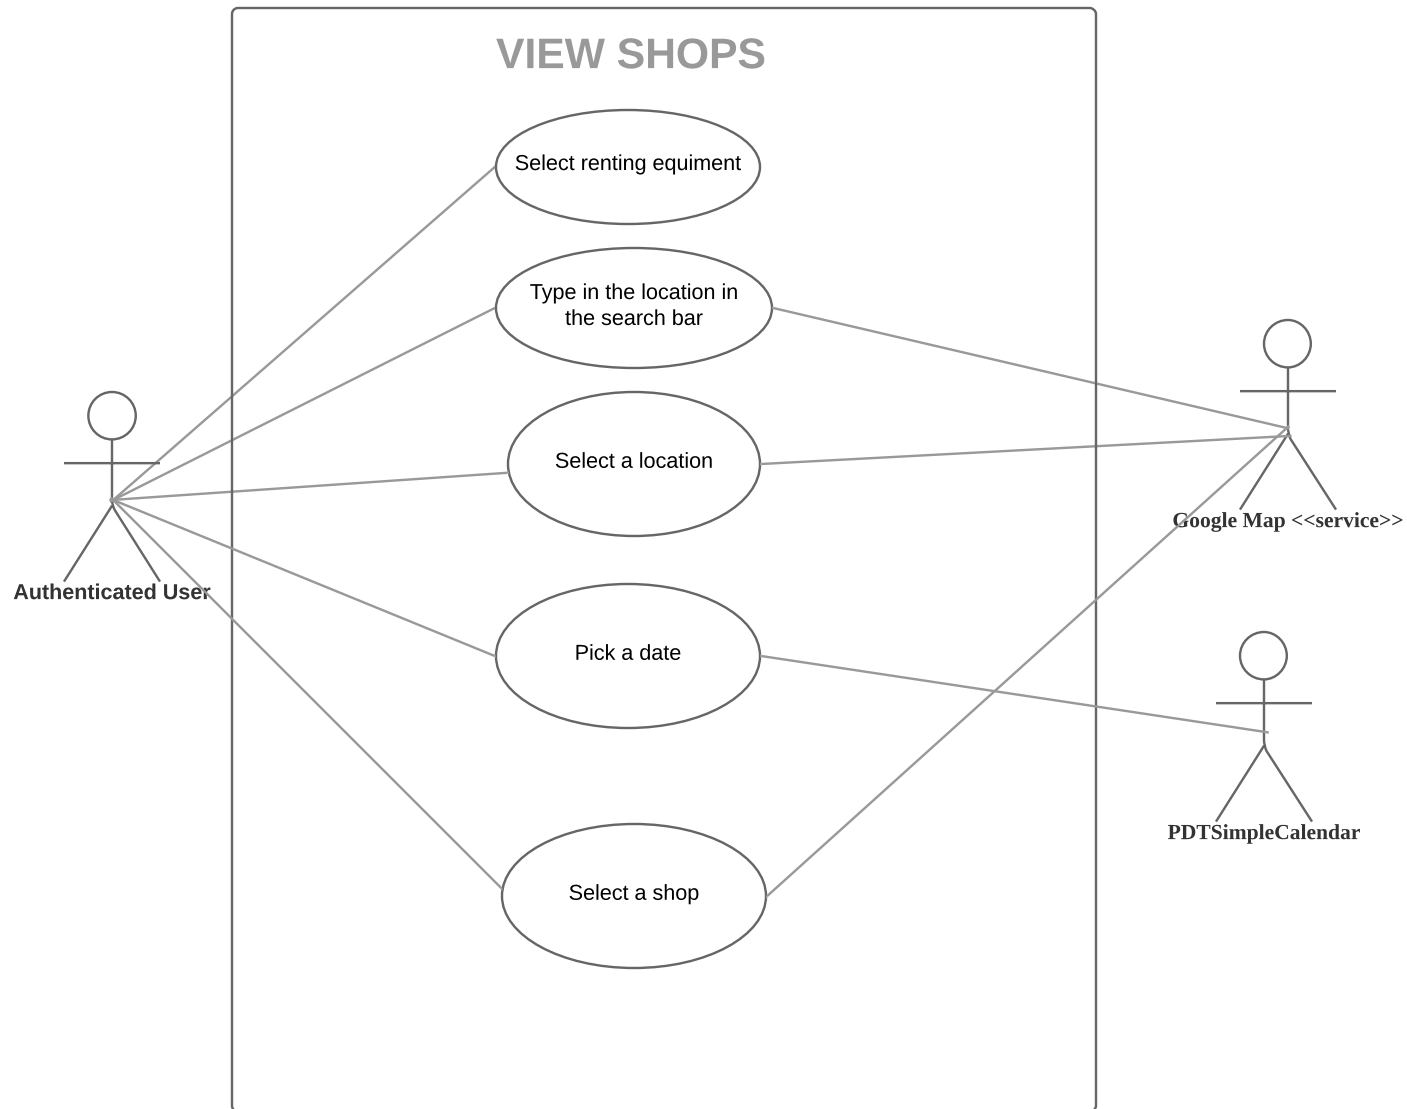 VIEW SHOPS
Select renting equiment
Type in the location in
the search bar
Select a location
Google Map <<service>>
Authenticated User
Pick a date
PDTSimpleCalendar
Select a shop